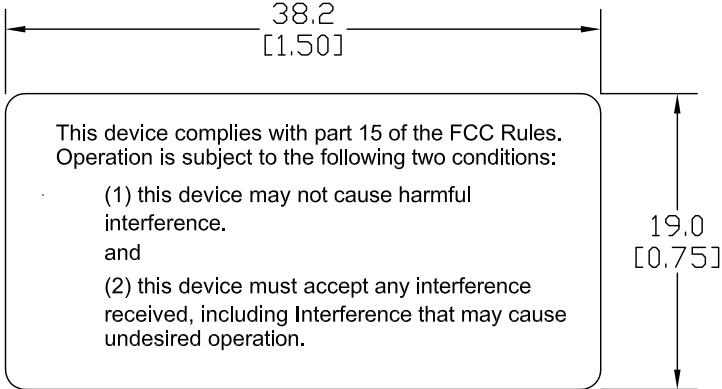 38.2
[1.50]
This device complies with part 15 of the FCC Rules.
Operation is subject to the following two conditions:
(1) this device may not cause harmful
interference.
and
(2) this device must accept any interference
received, including Interference that may cause
undesired operation.
19.0
[0.75]